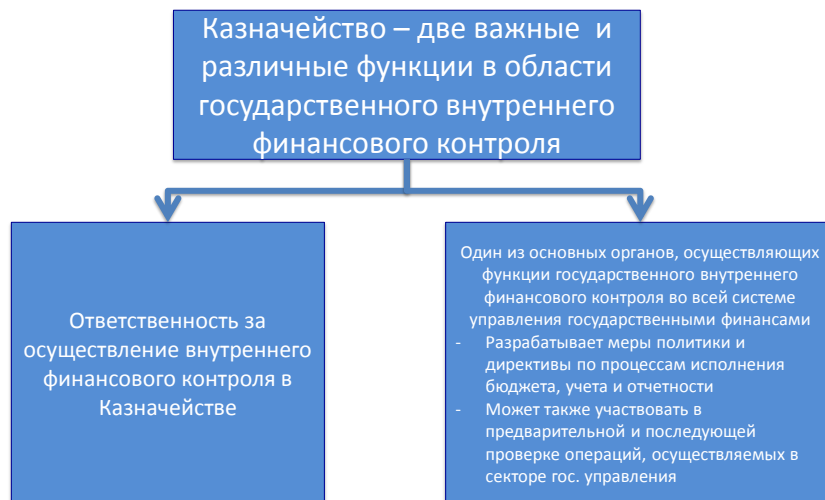 Казначейство – две важные и
различные функции в области
государственного внутреннего
финансового контроля
Ответственность за
осуществление внутреннего
финансового контроля в
Казначействе
Один из основных органов, осуществляющих
функции государственного внутреннего
финансового контроля во всей системе
управления государственными финансами
- Разрабатывает меры политики и
директивы по процессам исполнения
бюджета, учета и отчетности
- Может также участвовать в
предварительной и последующей
проверке операций, осуществляемых в
секторе гос. управления